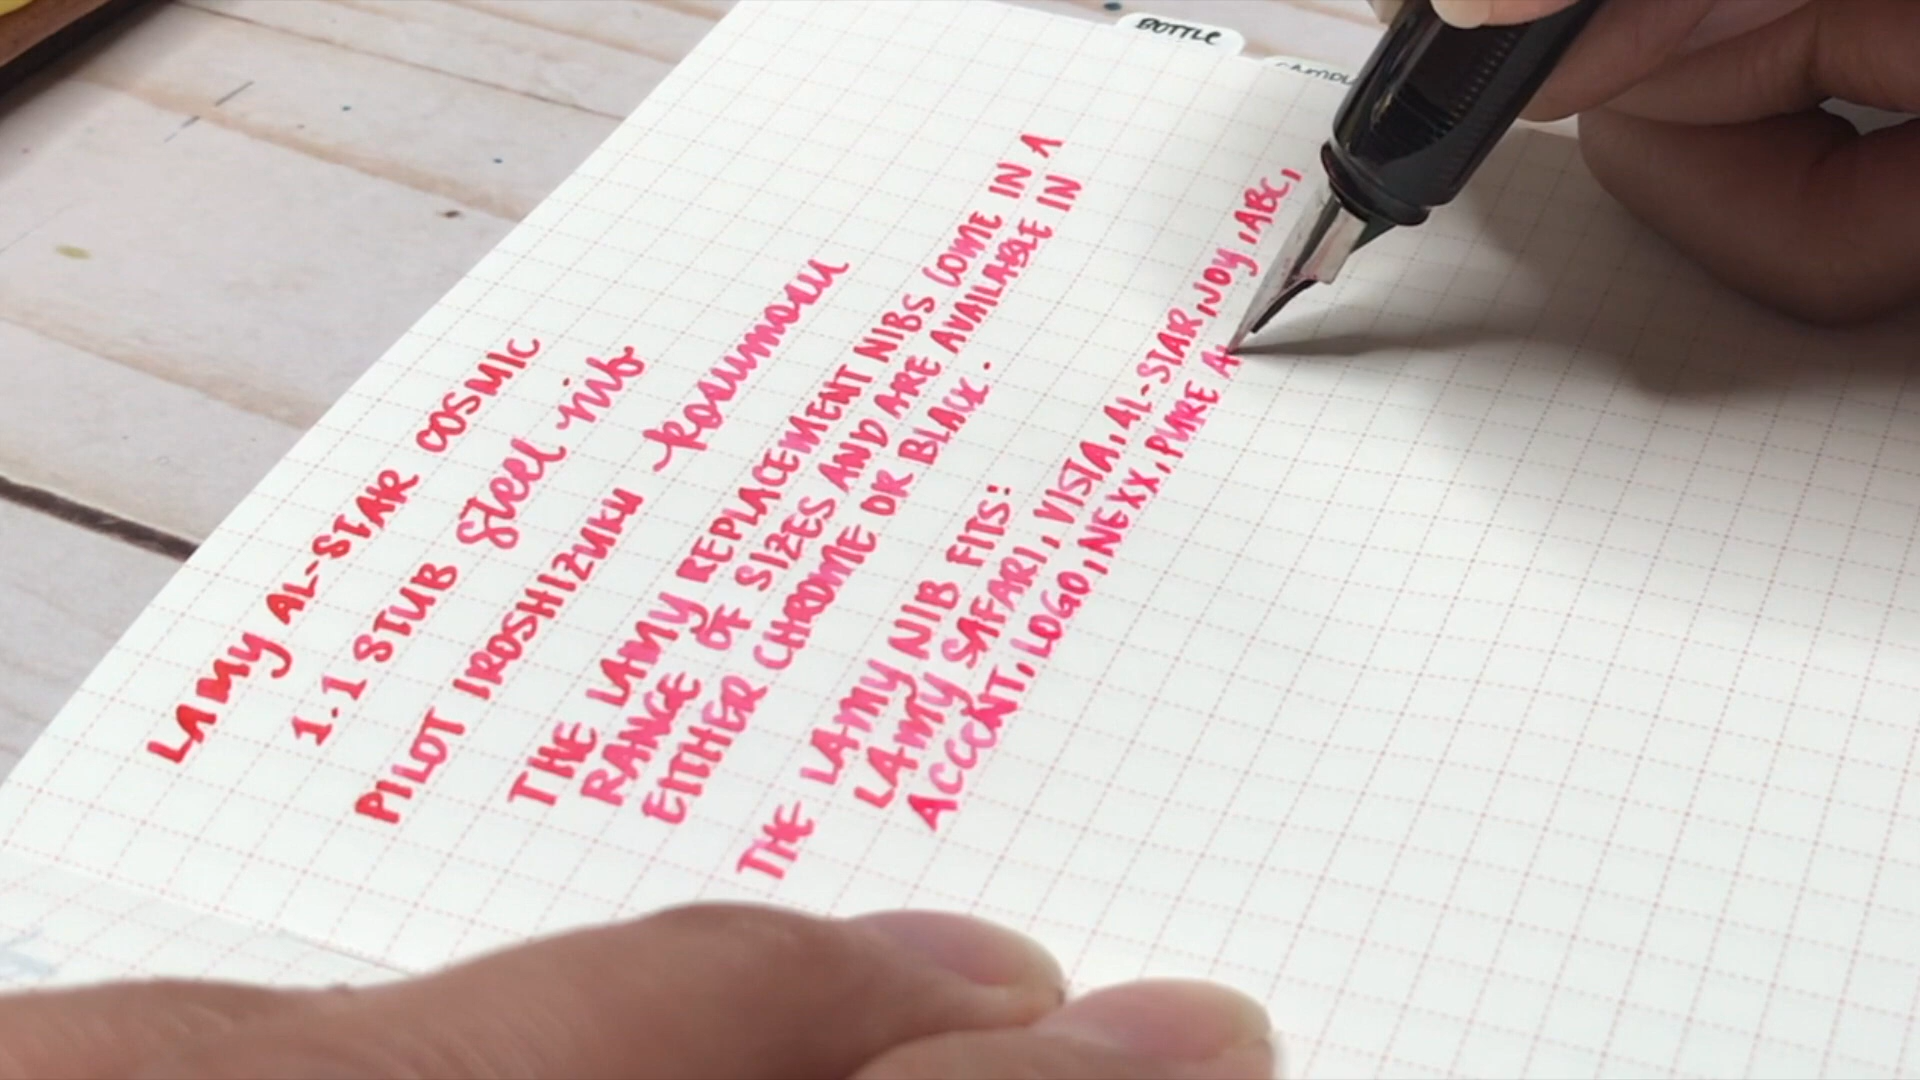 BOTTLE
LAMY AL-STAR COSMIC
1.1 STUB steel nib
PILOT IROSHIZUKU kosumosu
THE LAMY REPLACEMENT NIBS COME IN A
RANGE OF SIZES AND ARE AVAILABLE IN
EITHER CHROME OR BLACK.
THE LAMY NIB FITS:
LAMY SAFARI, VISTA, AL-STAR, JOY, ABC,
ACCENT, LOGO, NEXX, PURE